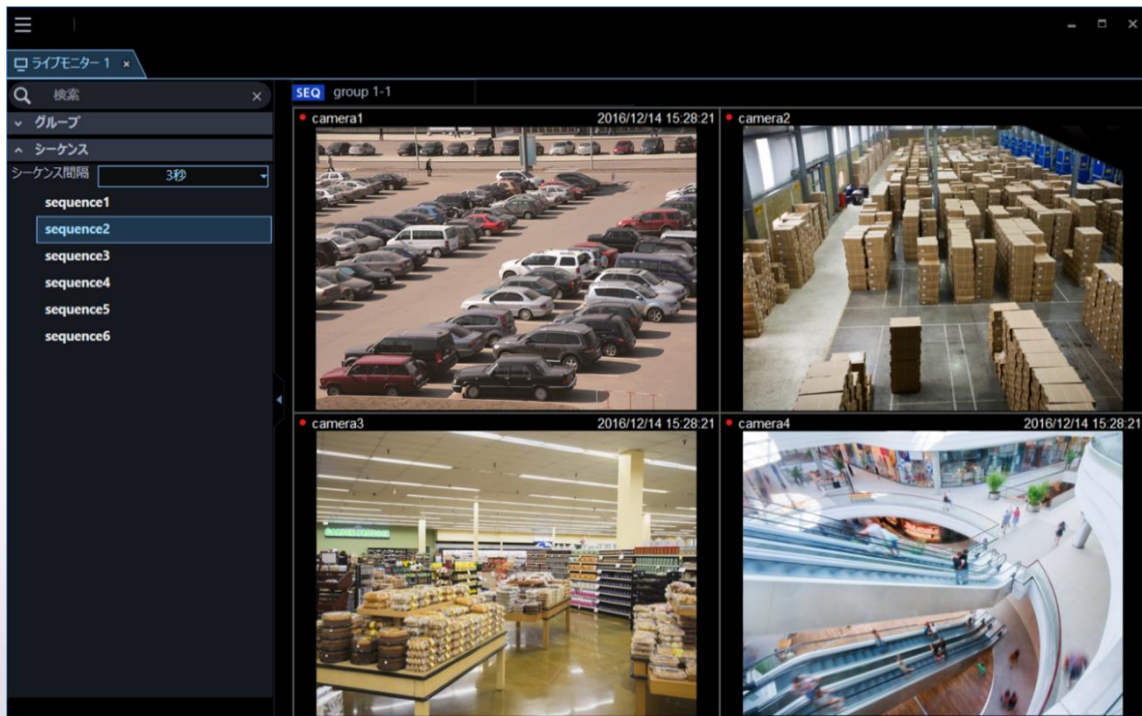 ライブモニター 1 ×
検索 ×
グループ
シーケンス
シーケンス間隔 3秒
sequence1
sequence2
sequence3
sequence4
sequence5
sequence6
SEQ group 1-1
camera1 2016/12/14 15:28:21
camera2
camera3 2016/12/14 15:28:21
camera4 2016/12/14 15:28:21